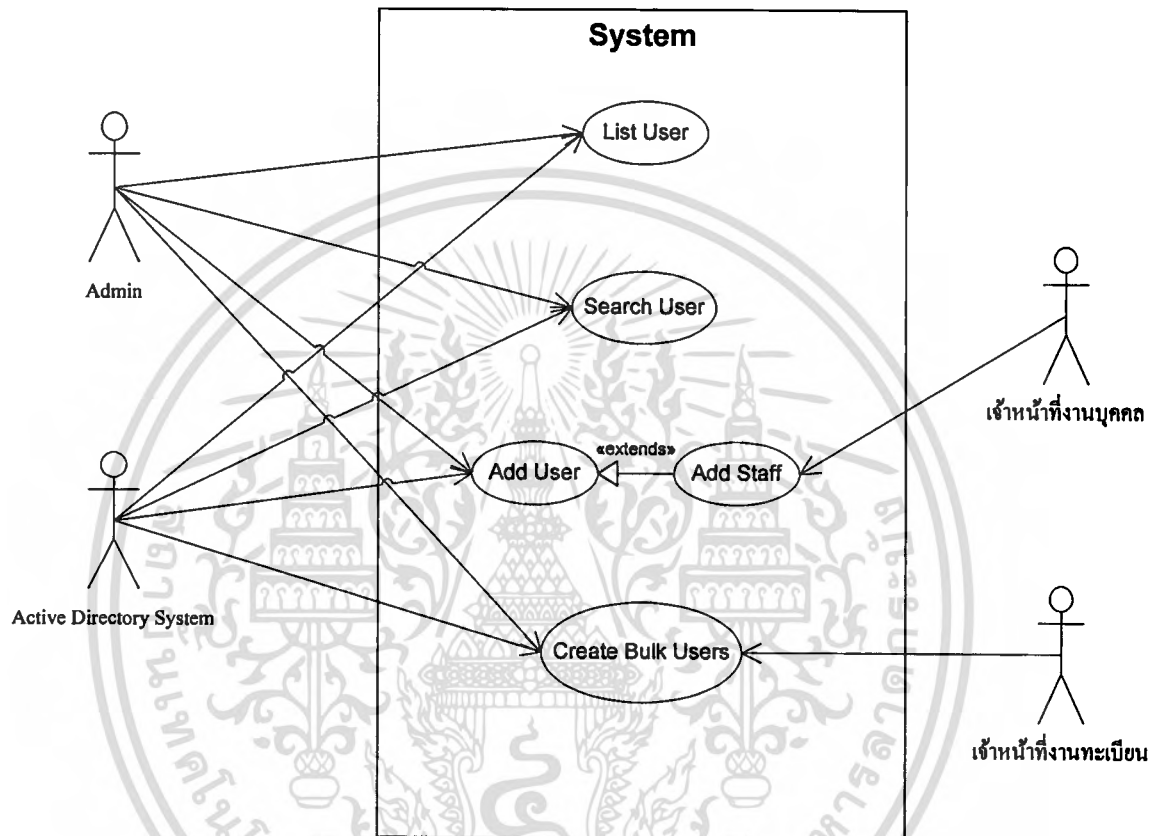 System
List User
Admin
Search User
เจ้าหน้าที่งานบุคคล
«extends»
Add User
Add Staff
Active Directory System
Create Bulk Users
เจ้าหน้าที่งานทะเบียน